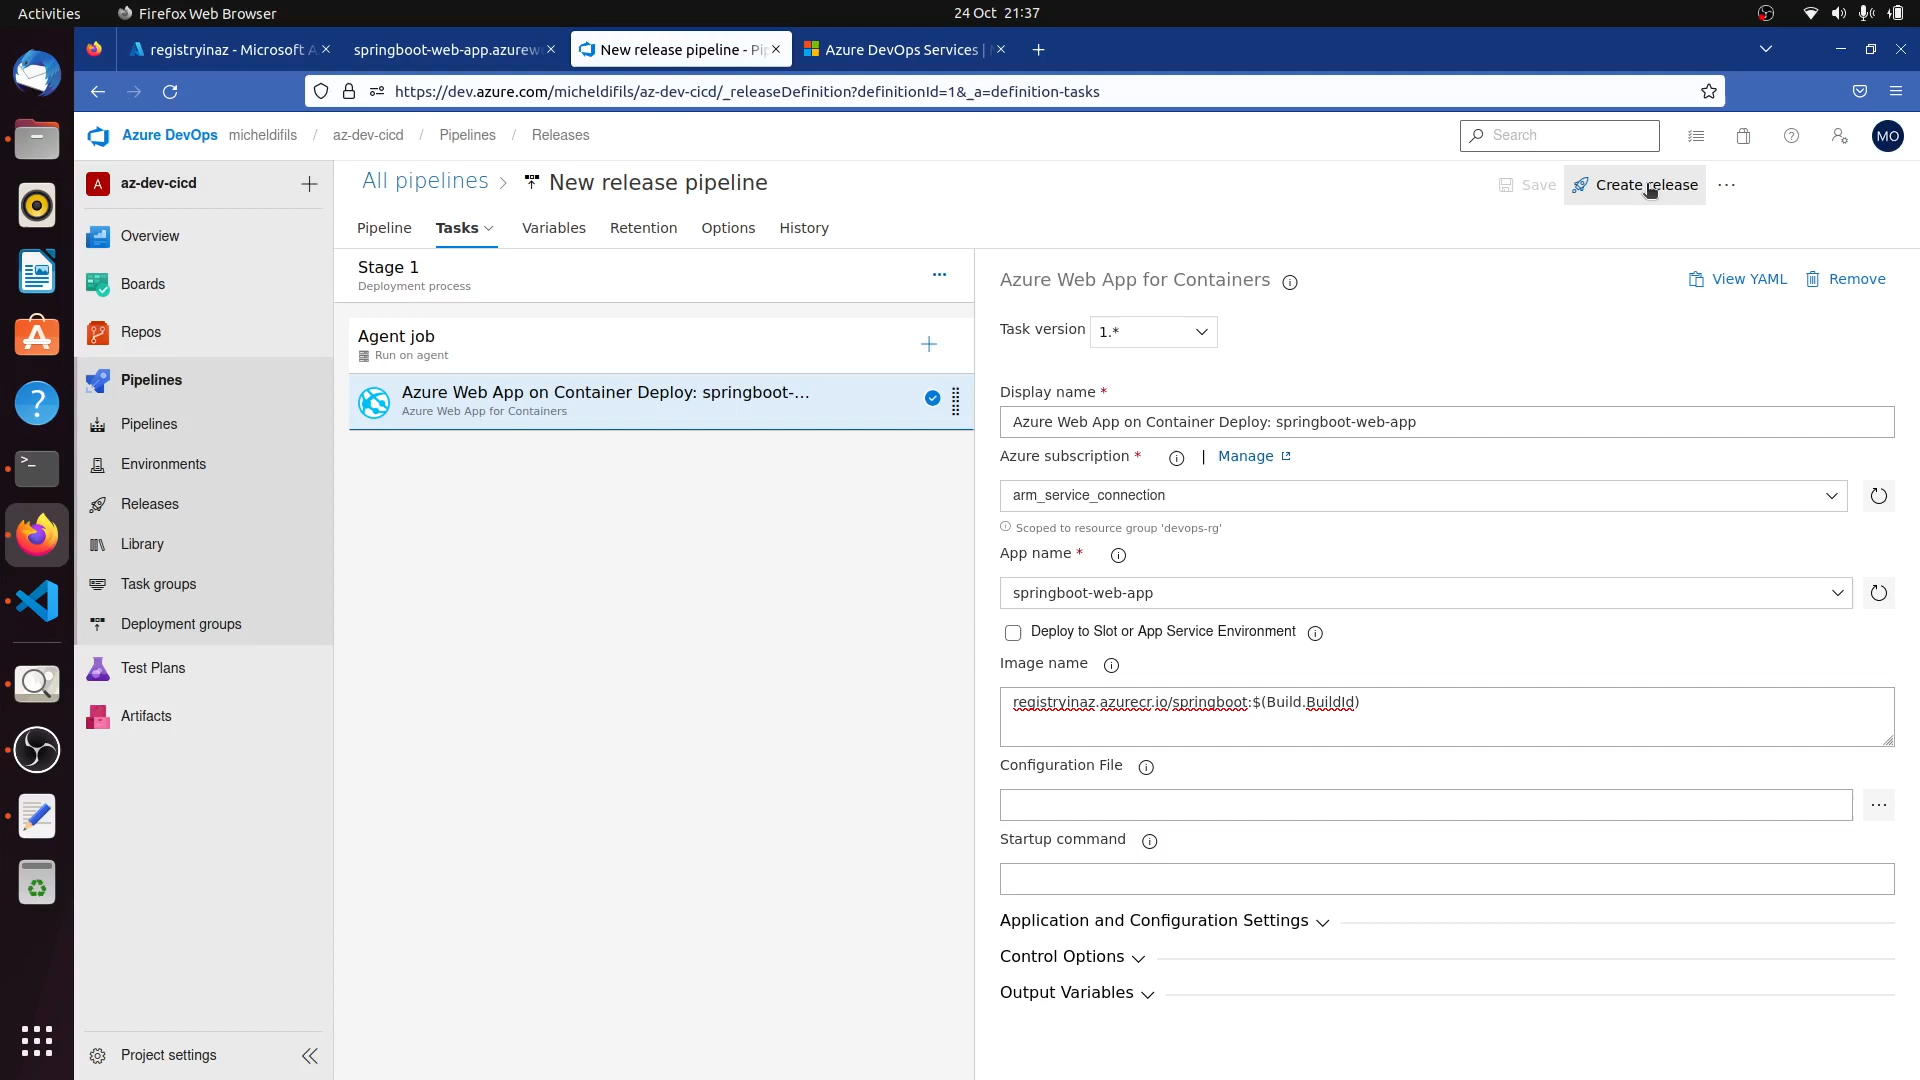 Activities
Firefox Web Browser
24 Oct 21:37
registryinaz - Microsoft A
springboot-web-app.azurew
New release pipeline - Pip
Azure DevOps Services |
https://dev.azure.com/micheldifils/az-dev-cicd/_releaseDefinition?definitionId=1&_a=definition-tasks
Azure DevOps micheldifils / az-dev-cicd / Pipelines / Releases
Search
MO
A az-dev-cicd
Overview
Boards
Repos
Pipelines
Pipelines
Environments
Releases
Library
Task groups
Deployment groups
Test Plans
Artifacts
Project settings
All pipelines > New release pipeline
Save
Create release
Pipeline Tasks Variables Retention Options History
Stage 1
Deployment process
Agent job
Run on agent
Azure Web App on Container Deploy: springboot-...
Azure Web App for Containers
Azure Web App for Containers
View YAML
Remove
Task version 1.*
Display name *
Azure Web App on Container Deploy: springboot-web-app
Azure subscription * | Manage
arm_service_connection
Scoped to resource group 'devops-rg'
App name *
springboot-web-app
Deploy to Slot or App Service Environment
Image name
registryinaz.azurecr.io/springboot:$(Build.BuildId)
Configuration File
Startup command
Application and Configuration Settings
Control Options
Output Variables